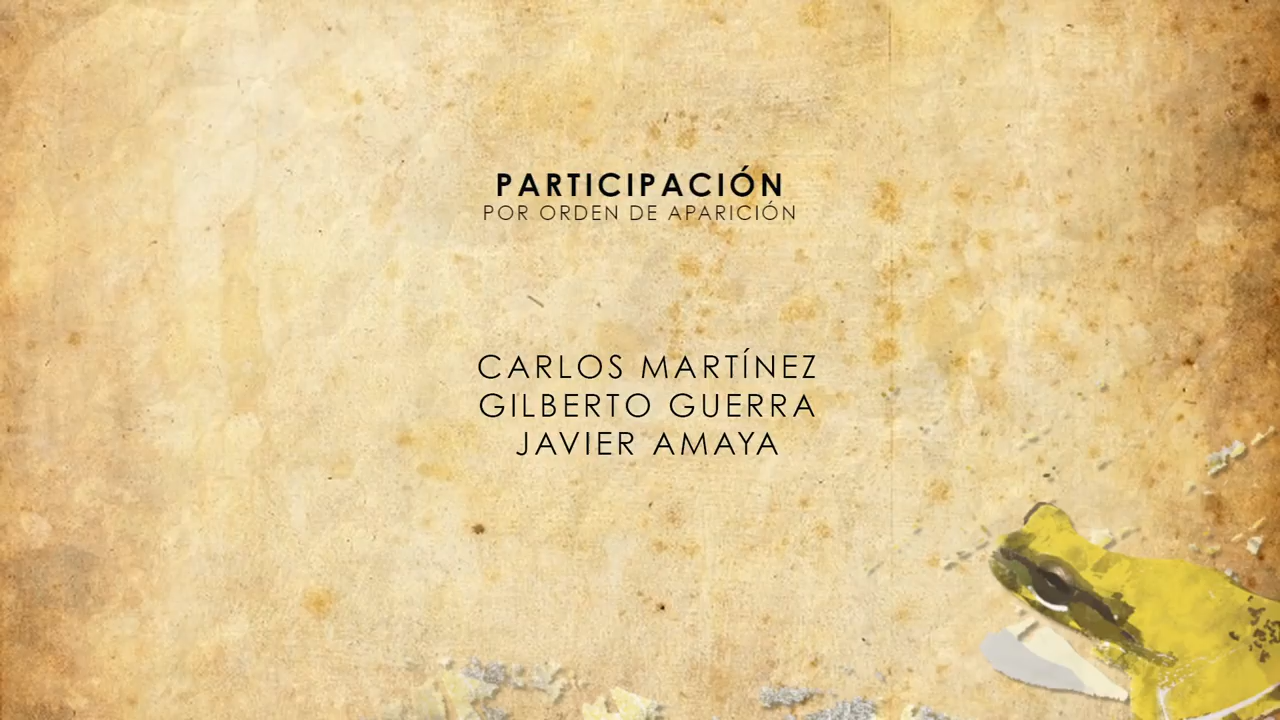 PARTICIPACIÓN
POR ORDEN DE APARICIÓN
CARLOS MARTÍNEZ
GILBERTO GUERRA
JAVIER AMAYA